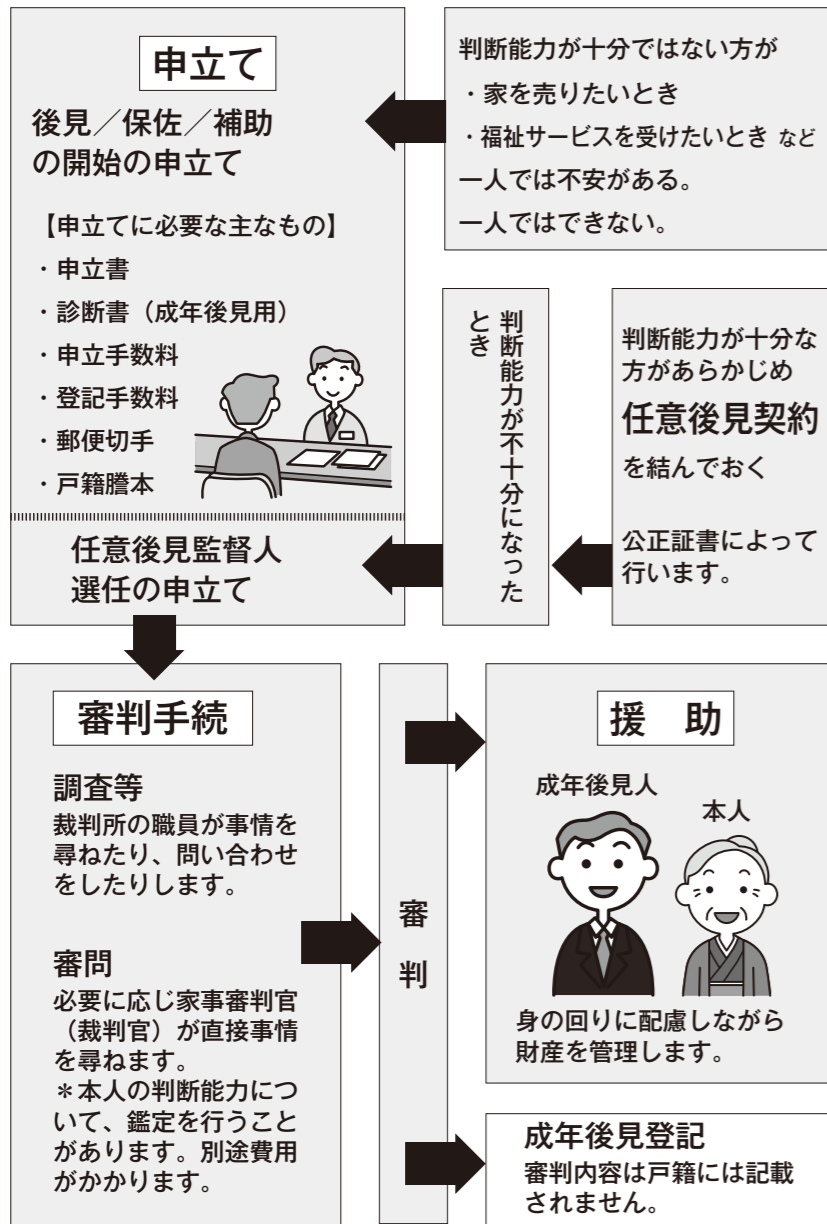 申立て
後見／保佐／補助
の開始の申立て
【申立てに必要な主なもの】
・申立書
・診断書（成年後見用）
・申立手数料
・登記手数料
・郵便切手
・戸籍謄本
任意後見監督人
選任の申立て
判断能力が十分ではない方が
・家を売りたいとき
・福祉サービスを受けたいとき など
一人では不安がある。
一人ではできない。
判断能力が不十分になった
とき
判断能力が十分な
方があらかじめ
任意後見契約
を結んでおく
公正証書によって
行います。
審判手続
調査等
裁判所の職員が事情を
尋ねたり、問い合わせ
をしたりします。
審問
必要に応じ家事審判官
（裁判官）が直接事情
を尋ねます。
＊本人の判断能力につ
いて、鑑定を行うこと
があります。別途費用
がかかります。
審判
援　助
成年後見人
本人
身の回りに配慮しながら
財産を管理します。
成年後見登記
審判内容は戸籍には記載
されません。